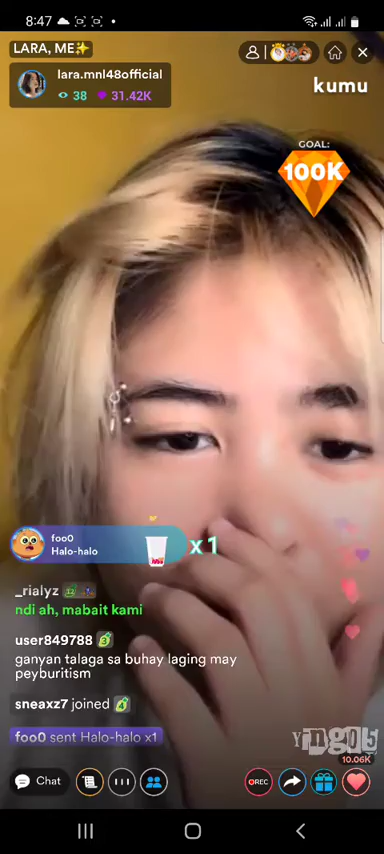 8:47
LARA, ME✨
lara.mnl48official
38 31.42K
kumu
GOAL:
100K
foo0
Halo-halo
x1
_rialyz
ndi ah, mabait kami
user849788 3
ganyan talaga sa buhay laging may
peyburitism
sneaxz7 joined 4
foo0 sent Halo-halo x1
10.06K
Chat
REC